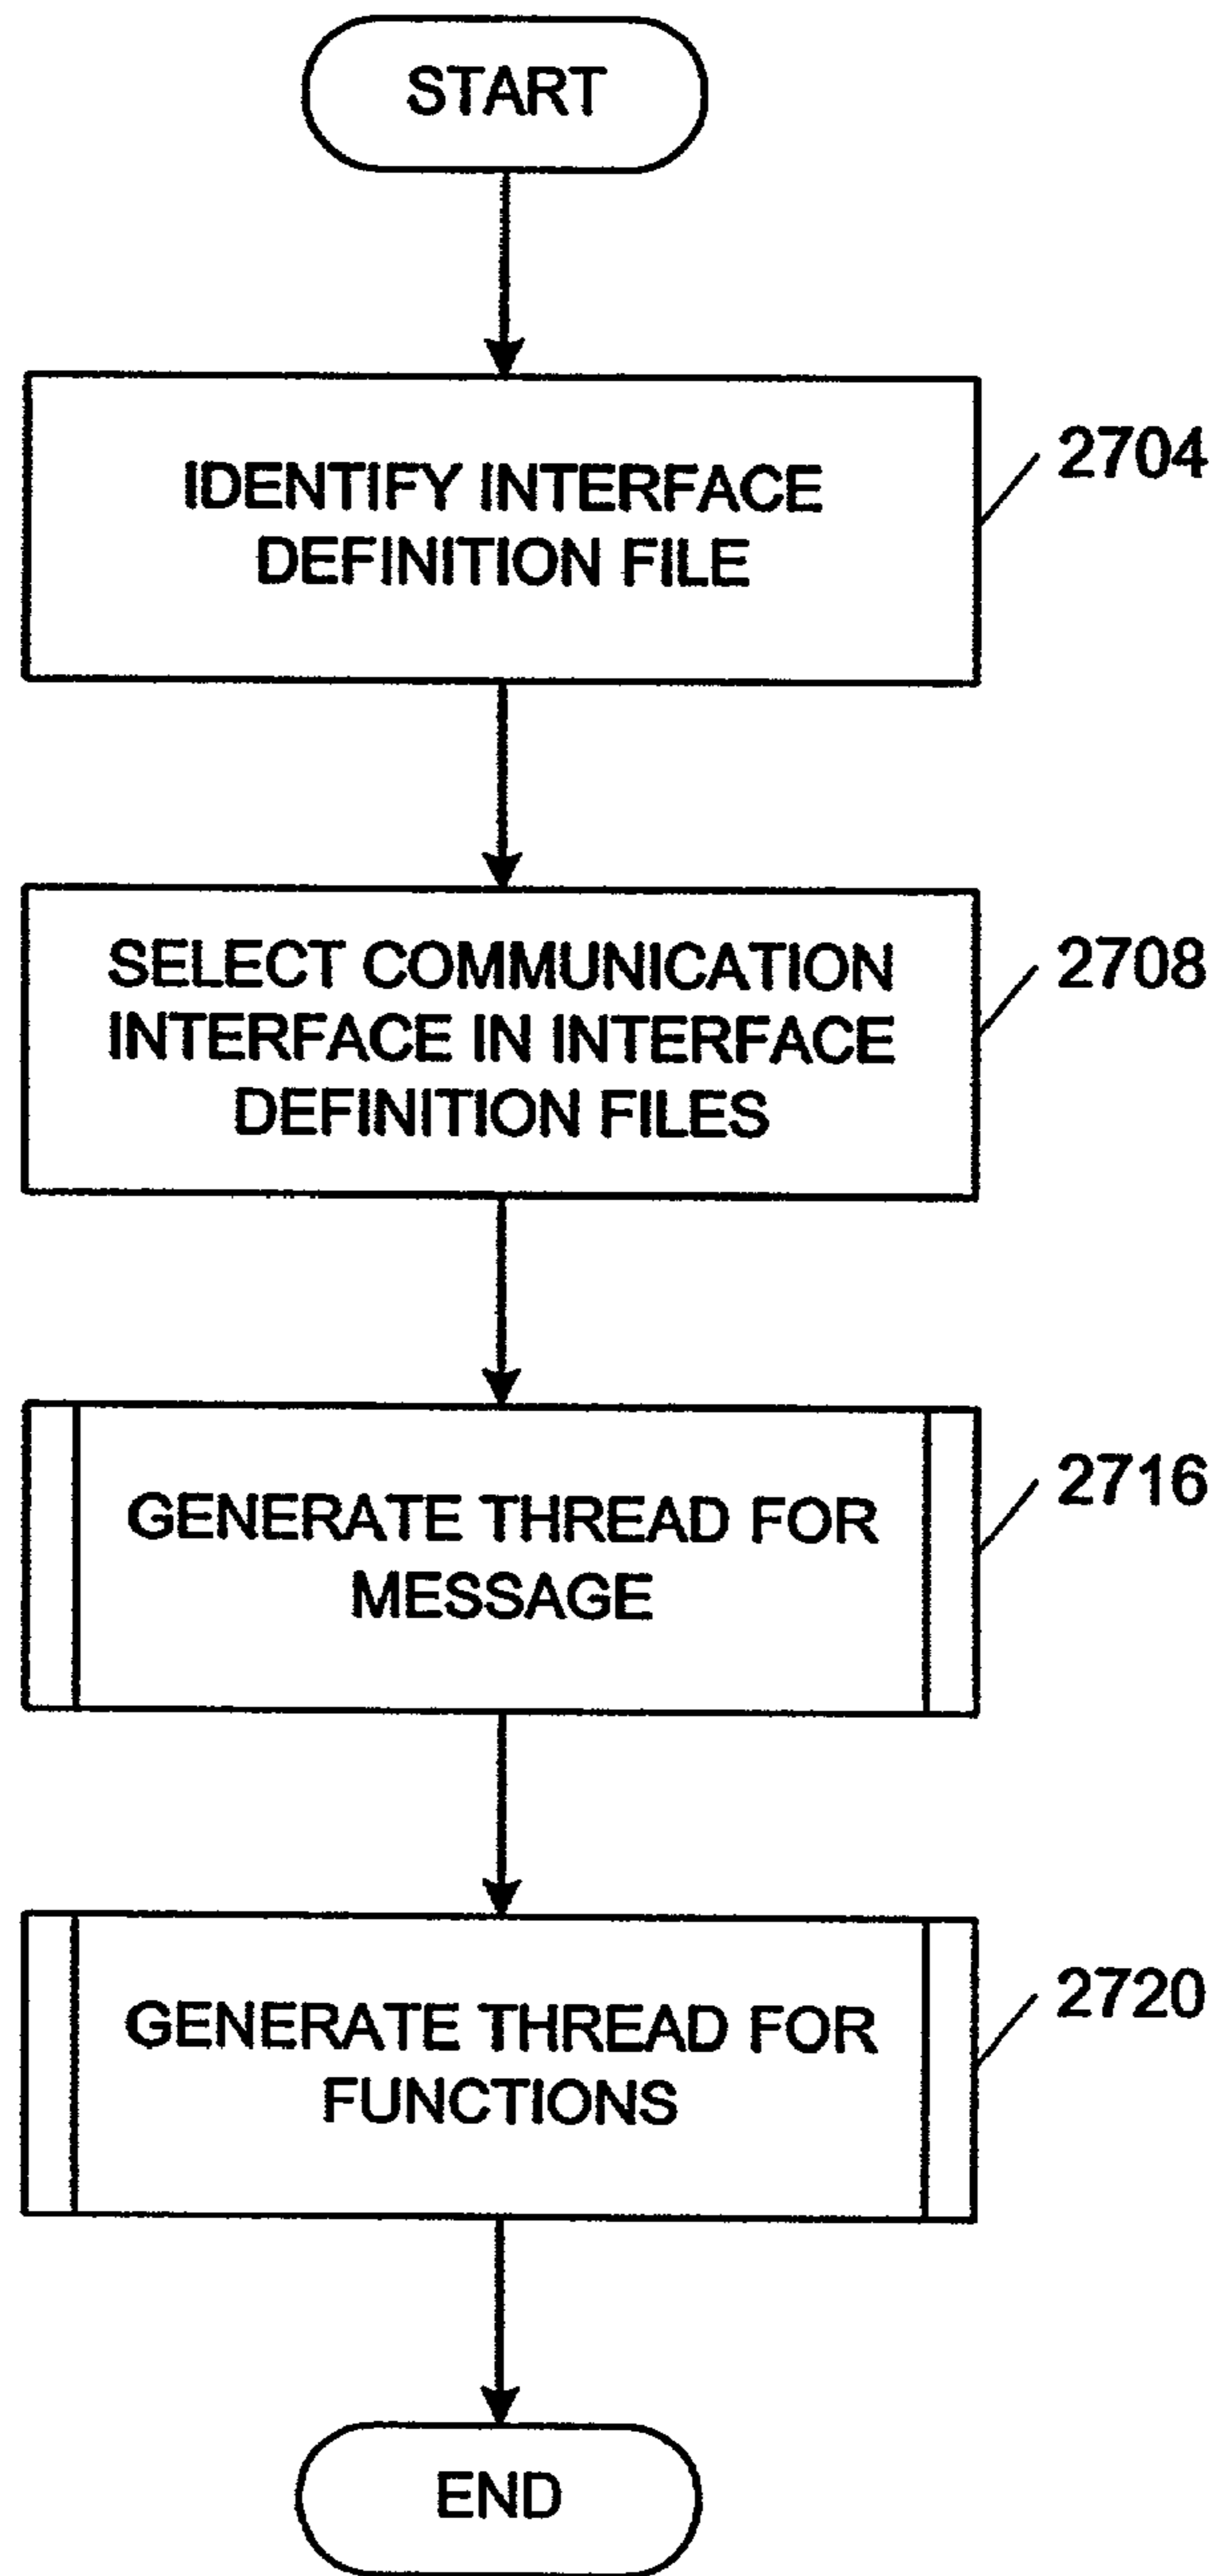 START
IDENTIFY INTERFACE
DEFINITION FILE
2704
SELECT COMMUNICATION
INTERFACE IN INTERFACE
DEFINITION FILES
2708
GENERATE THREAD FOR
MESSAGE
2716
GENERATE THREAD FOR
FUNCTIONS
2720
END